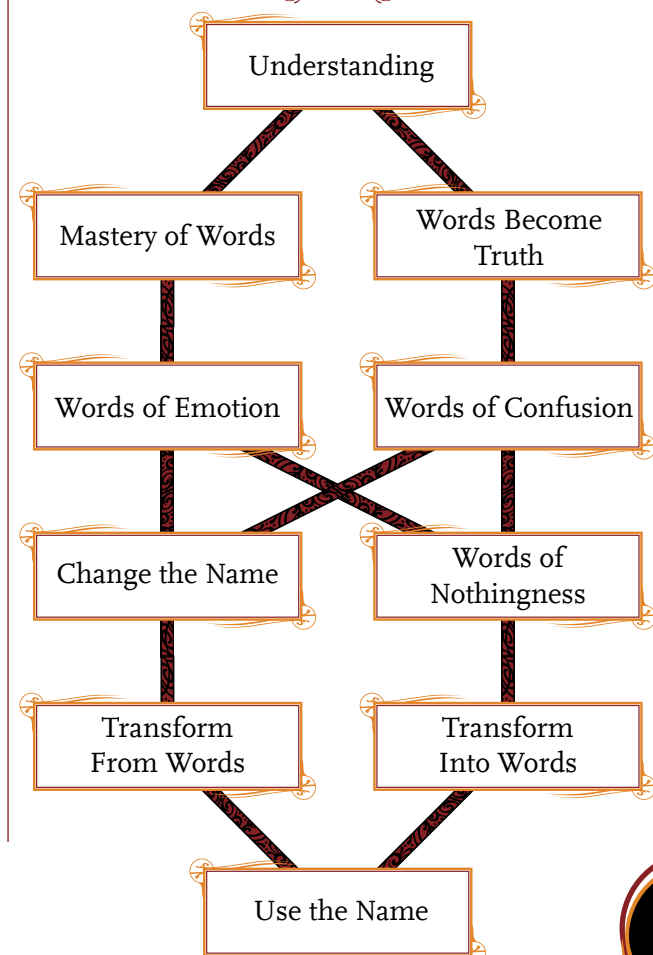 Understanding
Mastery of Words
Words Become
Truth
Words of Emotion
Words of Confusion
Change the Name
Words of
Nothingness
Transform
From Words
Transform
Into Words
Use the Name